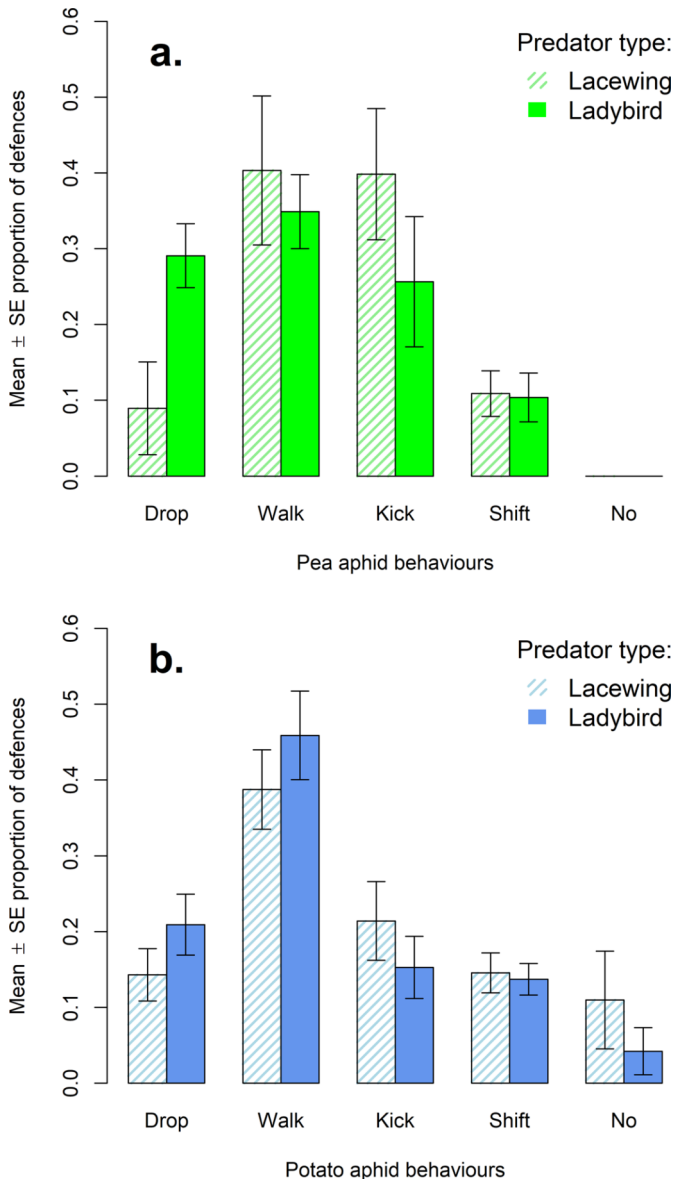 a.
Predator type:
Lacewing
Ladybird
Mean ± SE proportion of defences
0.6
0.5
0.4
0.3
0.2
0.1
0.0
Drop Walk Kick Shift No
Pea aphid behaviours
b.
Predator type:
Lacewing
Ladybird
Mean ± SE proportion of defences
0.6
0.5
0.4
0.3
0.2
0.1
0.0
Drop Walk Kick Shift No
Potato aphid behaviours